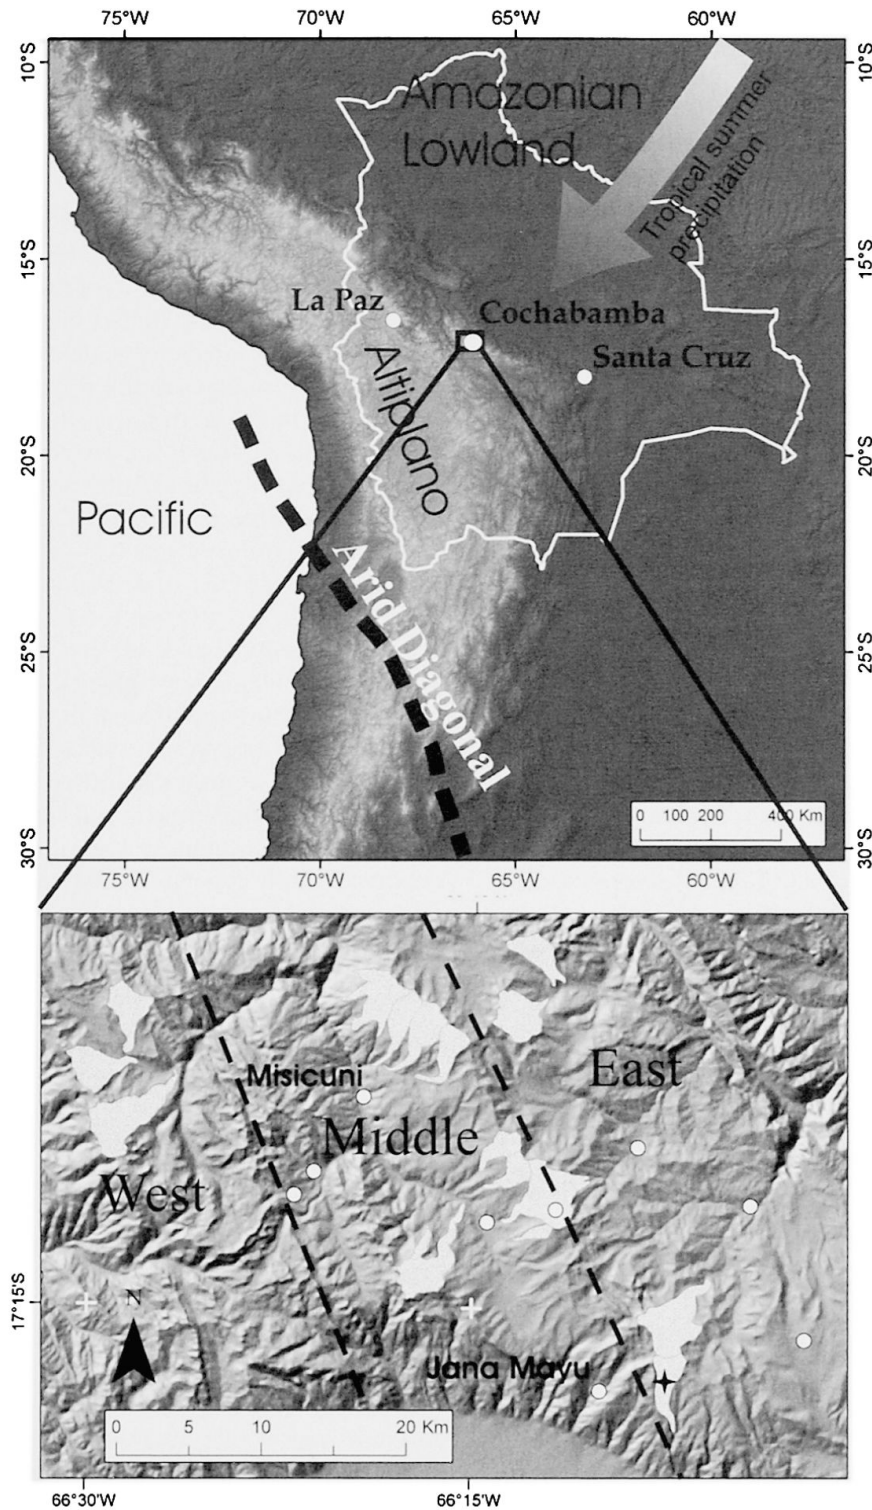 75°W 70°W 65°W 60°W
10°S 10°S
Amazonian
Lowland
Tropical summer
precipitation
15°S 15°S
La Paz
Cochabamba
Santa Cruz
Altiplano
20°S 20°S
Pacific
Arid Diagonal
25°S 25°S
0 100 200 400 Km
30°S 30°S
75°W 70°W 65°W 60°W
East
Misicuni
Middle
West
17°15'S
N
Jana Mayu
0 5 10 20 Km
66°30'W 66°15'W